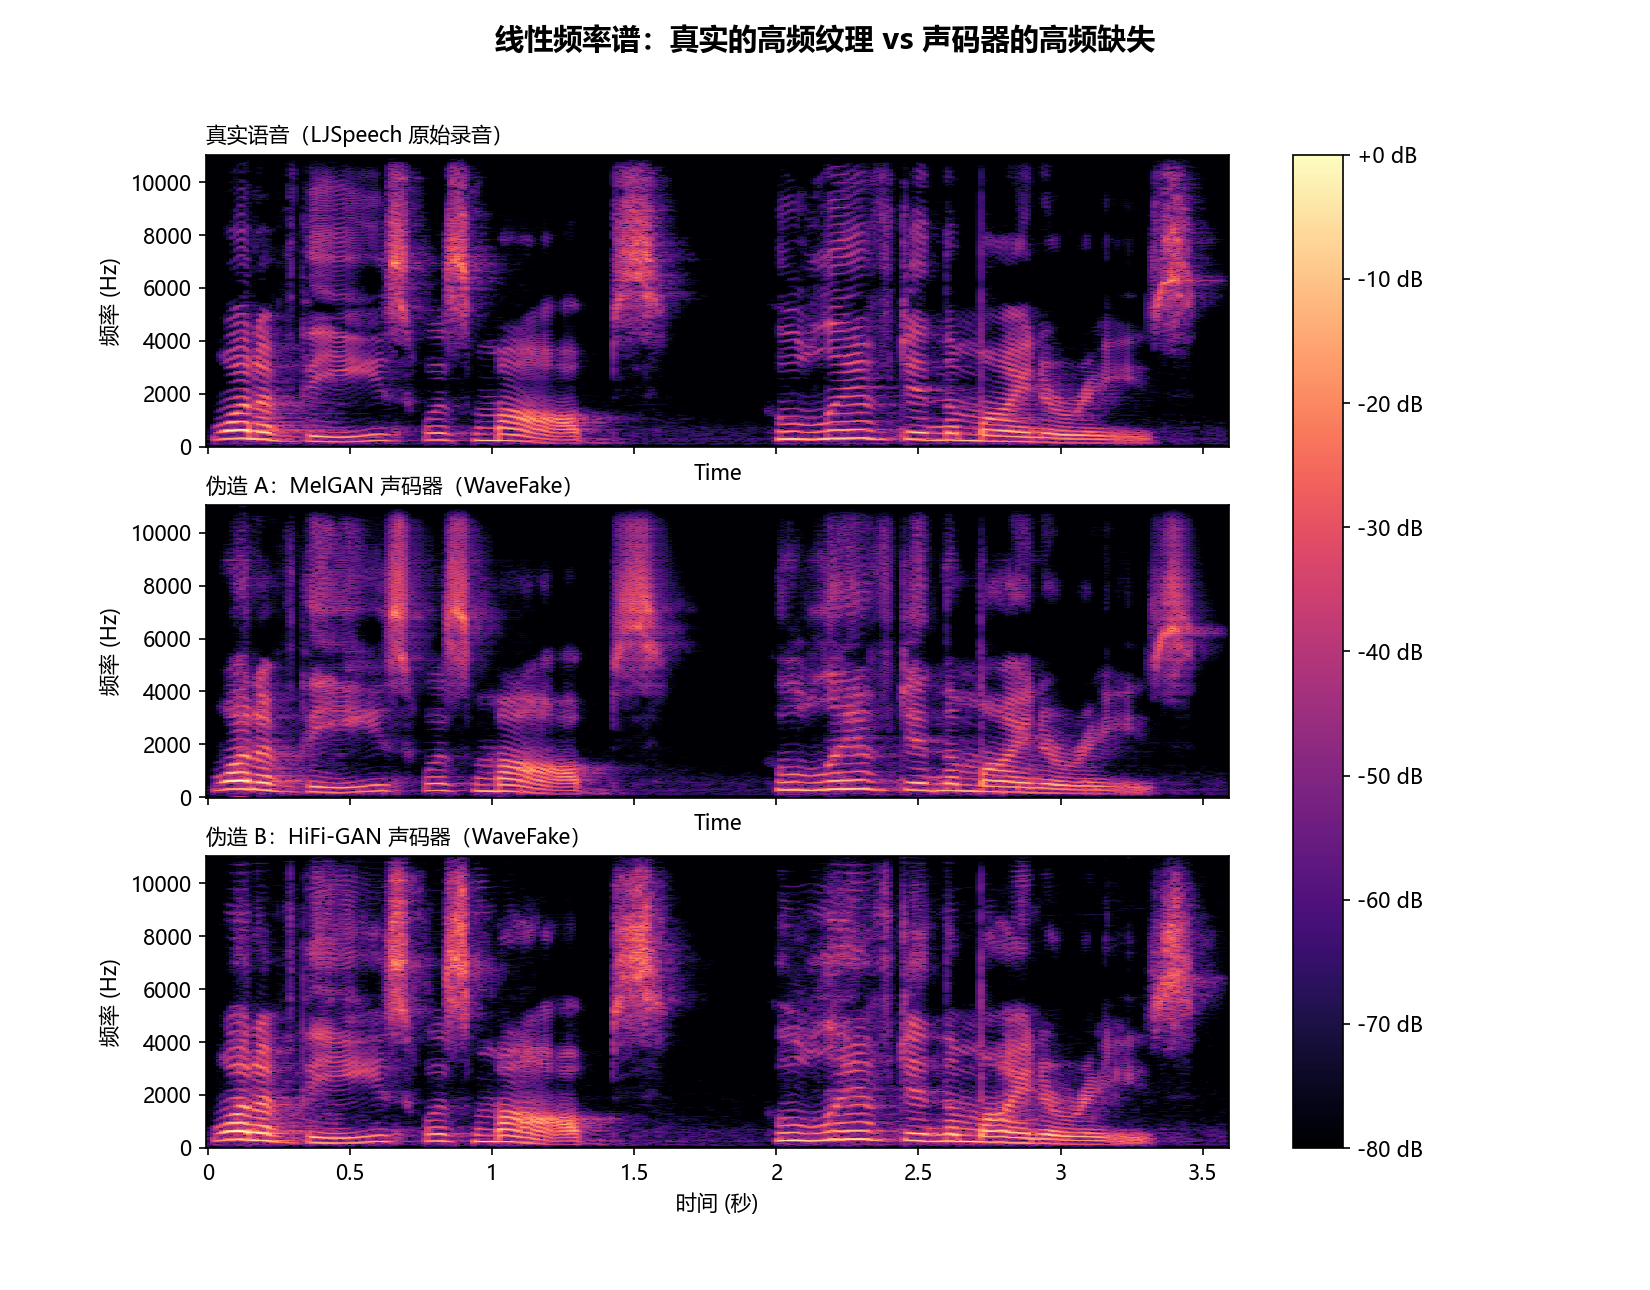 线性频率谱：真实的高频纹理 vs 声码器的高频缺失
真实语音（LJSpeech 原始录音）
频率 (Hz)
10000
8000
6000
4000
2000
0
Time
伪造 A：MelGAN 声码器（WaveFake）
频率 (Hz)
10000
8000
6000
4000
2000
0
Time
伪造 B：HiFi-GAN 声码器（WaveFake）
频率 (Hz)
10000
8000
6000
4000
2000
0
0 0.5 1 1.5 2 2.5 3 3.5
时间 (秒)
+0 dB
-10 dB
-20 dB
-30 dB
-40 dB
-50 dB
-60 dB
-70 dB
-80 dB